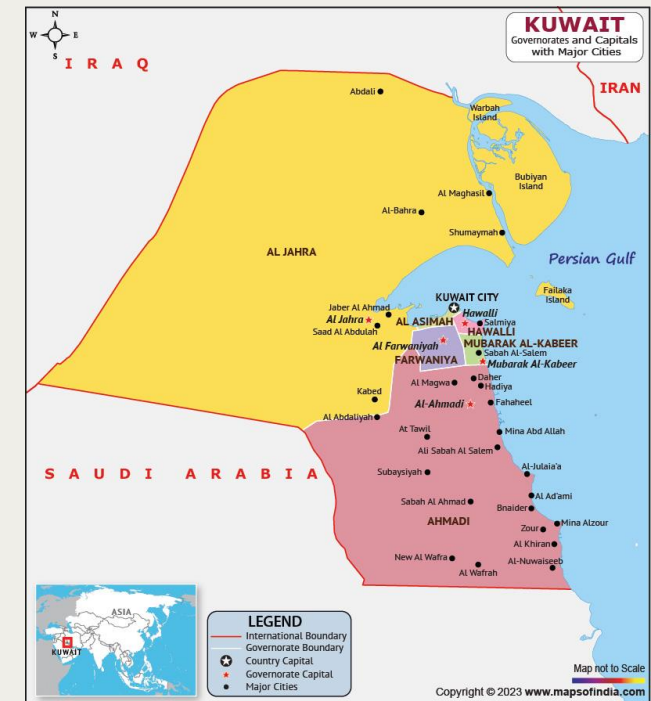 KUWAIT
Governorates and Capitals
with Major Cities
N
W E
S
I R A Q
IRAN
Abdali
Warbah
Island
Bubiyan
Island
Al Maghasil
Al-Bahra
Shumaymah
AL JAHRA
Persian Gulf
Failaka
Island
KUWAIT CITY
Jaber Al Ahmad
Al Jahra
Saad Al Abdulah
AL ASIMAH
Hawalli
Salmiya
HAWALLI
Al Farwaniyah
MUBARAK AL-KABEER
Sabah Al-Salem
FARWANIYA
Mubarak Al-Kabeer
Al Magwa
Daher
Hadiya
Kabed
Al-Ahmadi
Fahaheel
Al Abdaliyah
At Tawil
Mina Abd Allah
Ali Sabah Al Salem
S A U D I A R A B I A
Subaysiyah
Al-Julaia'a
Sabah Al Ahmad
Al Ad'ami
Bnaider
AHMADI
Zour
Mina Alzour
Al Khiran
New Al Wafra
Al-Nuwaiseeb
Al Wafrah
ASIA
KUWAIT
LEGEND
International Boundary
Governorate Boundary
Country Capital
Governorate Capital
Major Cities
Map not to Scale
Copyright © 2023 www.mapsofindia.com